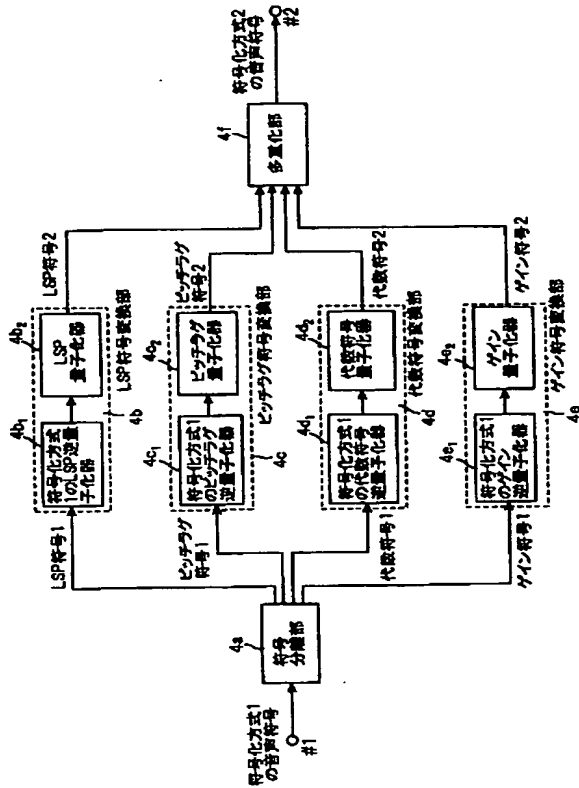 符号化方式1
の音声符号
#1
4a
符号
分離部
LSP符号1
4b₁
符号化方式
1のLSP逆量
子化器
4b₂
LSP
量子化器
4b
LSP符号変換部
LSP符号2
ピッチラグ
符号1
4c₁
符号化方式1
のピッチラグ
逆量子化器
4c₂
ピッチラグ
量子化器
4c
ピッチラグ符号変換部
ピッチラグ
符号2
代数符号1
4d₁
符号化方式1
の代数符号
逆量子化器
4d₂
代数符号
量子化器
4d
代数符号変換部
代数符号2
ゲイン符号1
4e₁
符号化方式1
のゲイン
逆量子化器
4e₂
ゲイン
量子化器
4e
ゲイン符号変換部
ゲイン符号2
4f
多重化部
符号化方式2
の音声符号
#2